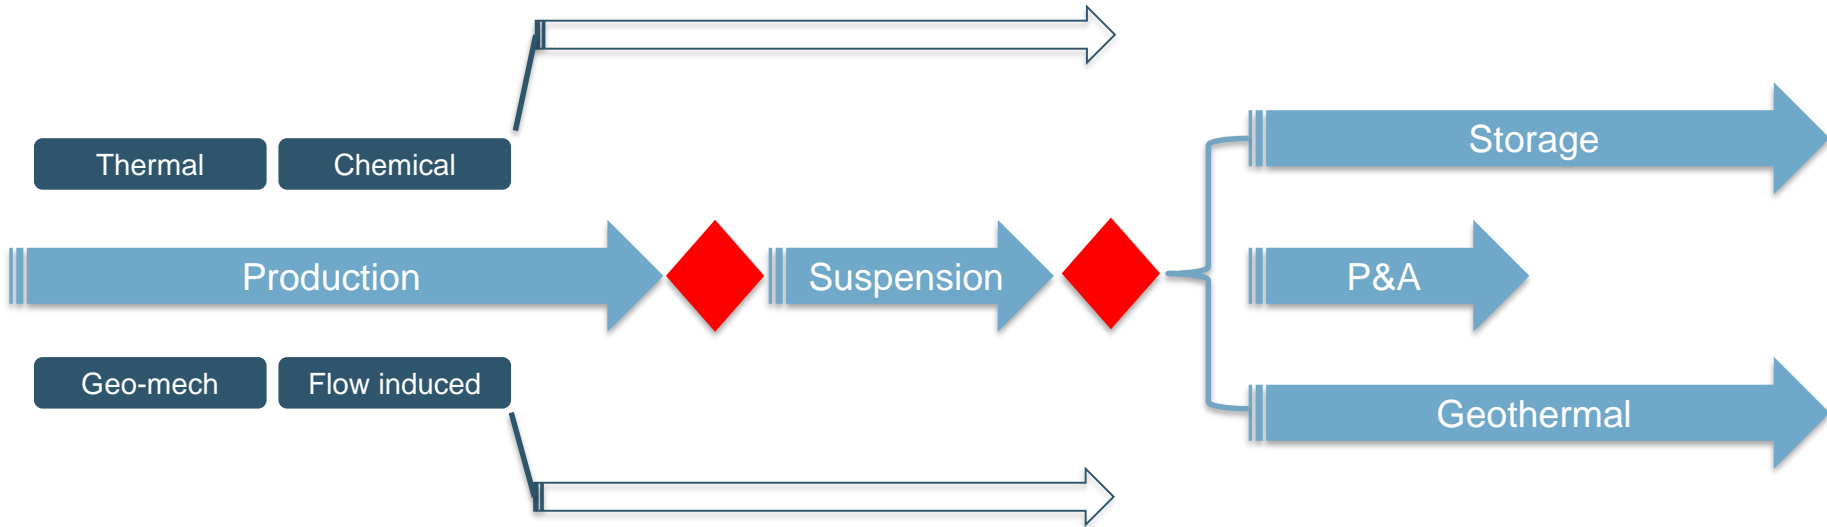 Storage
Thermal
Chemical
Production
Suspension
P&A
Geo-mech
Flow induced
Geothermal